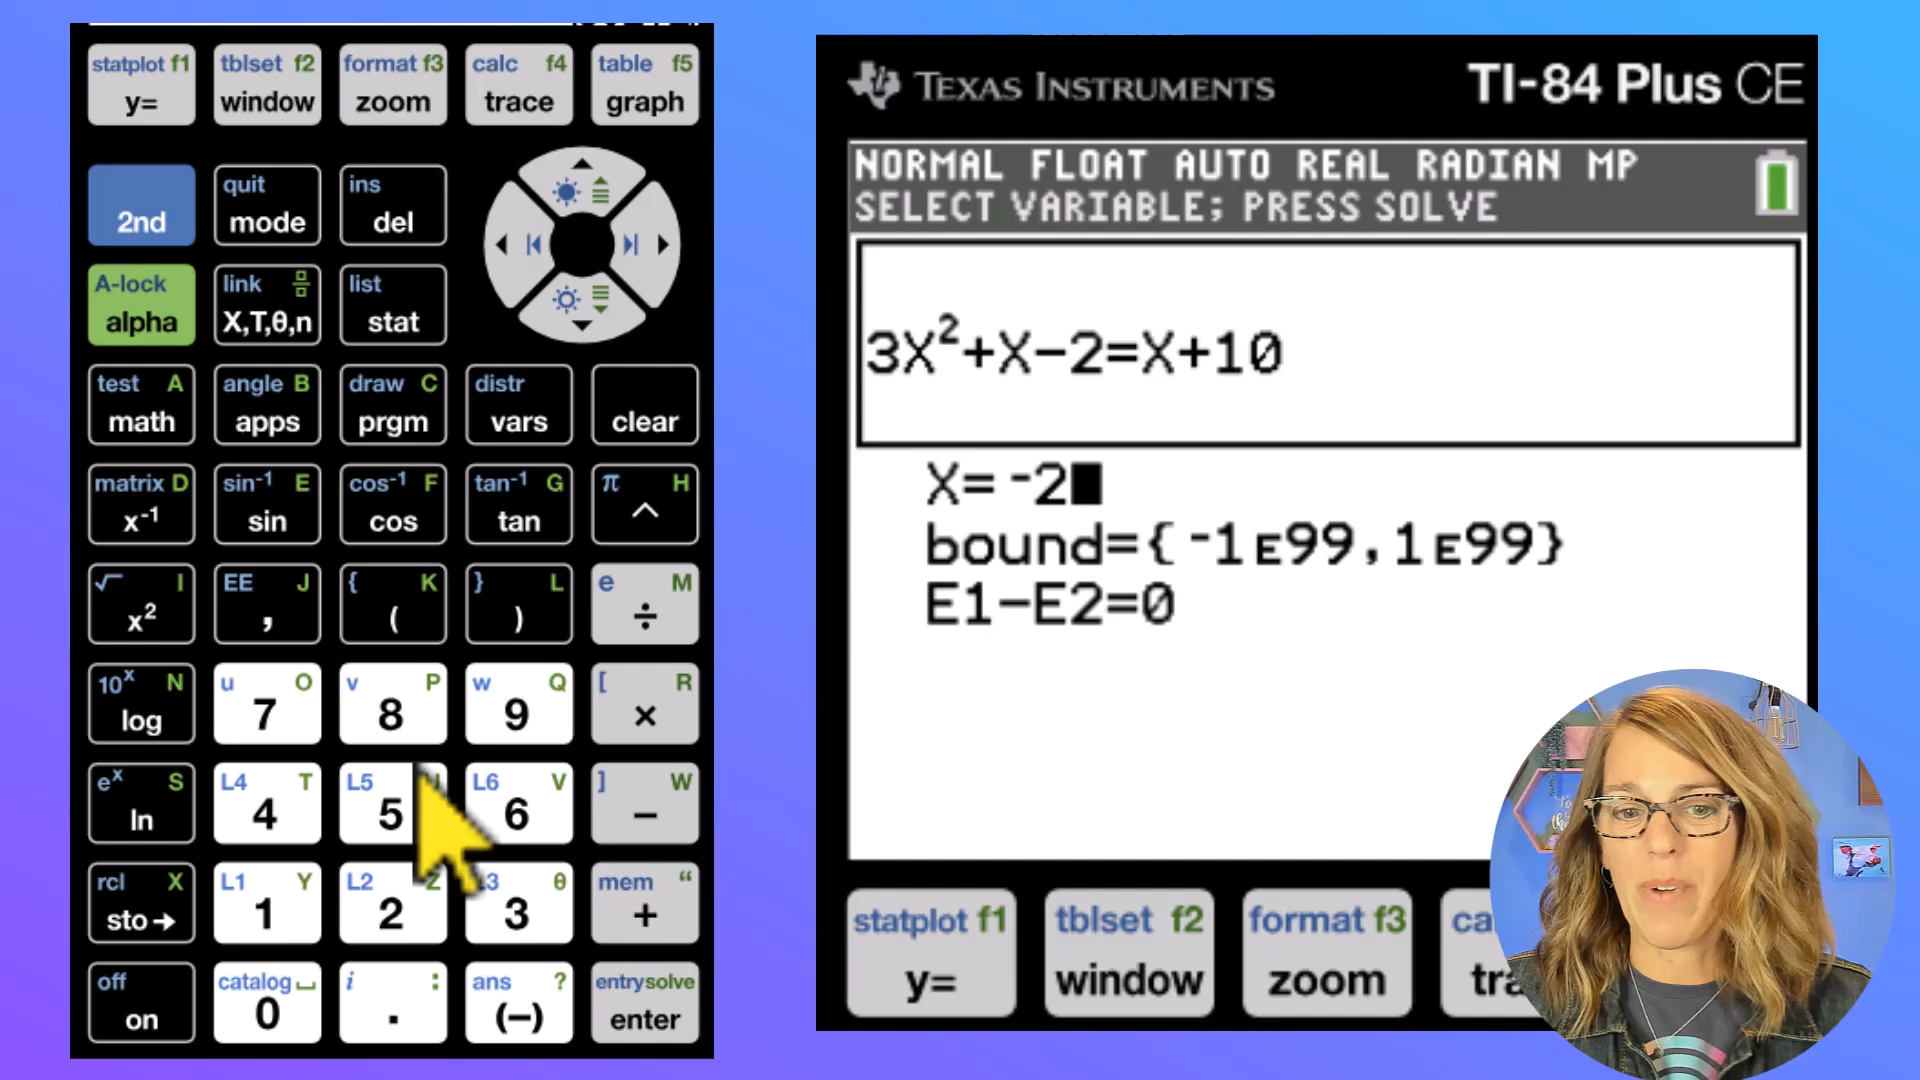 statplot f1 tblset f2 format f3 calc f4 table f5
y= window zoom trace graph
quit ins
2nd mode del
A-lock link list
alpha X,T,θ,n stat
test A angle B draw C distr
math apps prgm vars clear
matrix D sin⁻¹ E cos⁻¹ F tan⁻¹ G π H
x⁻¹ sin cos tan ^
√ I EE J { K } L e M
x² , ( ) ÷
10ˣ N u O v P w Q [ R
log 7 8 9 ×
eˣ S L4 T L5 L6 V ] W
ln 4 5 6 −
rcl X L1 Y L2 Z θ mem “
sto→ 1 2 3 +
off catalog i : ans ? entry solve
on 0 . (−) enter
TEXAS INSTRUMENTS TI-84 Plus CE
NORMAL FLOAT AUTO REAL RADIAN MP
SELECT VARIABLE; PRESS SOLVE
3X²+X−2=X+10
X=⁻2
bound={⁻1ᴇ99,1ᴇ99}
E1−E2=0
statplot f1 tblset f2 format f3
y= window zoom